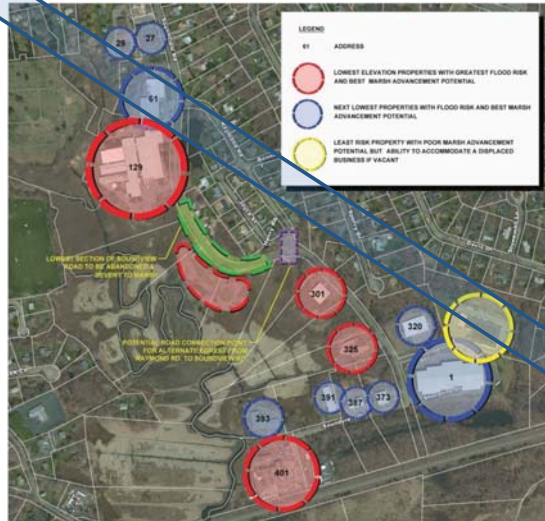 LEGEND
61 ADDRESS
LOWEST ELEVATION PROPERTIES WITH GREATEST FLOOD RISK
AND BEST MARSH ADVANCEMENT POTENTIAL
NEXT LOWEST PROPERTIES WITH FLOOD RISK AND BEST MARSH
ADVANCEMENT POTENTIAL
LEAST RISK PROPERTY WITH POOR MARSH ADVANCEMENT
POTENTIAL BUT ABILITY TO ACCOMMODATE A DISPLACED
BUSINESS IF VACANT
27
61
129
LOWEST SECTION OF SOUNDVIEW
ROAD TO BE ABANDONED &
REVERT TO MARSH
301
POTENTIAL ROAD CONNECTION POINT
FOR ALTERNATE EGRESS FROM
RAYMOND RD. TO SOUNDVIEW RD.
320
325
1
391
387
373
393
401